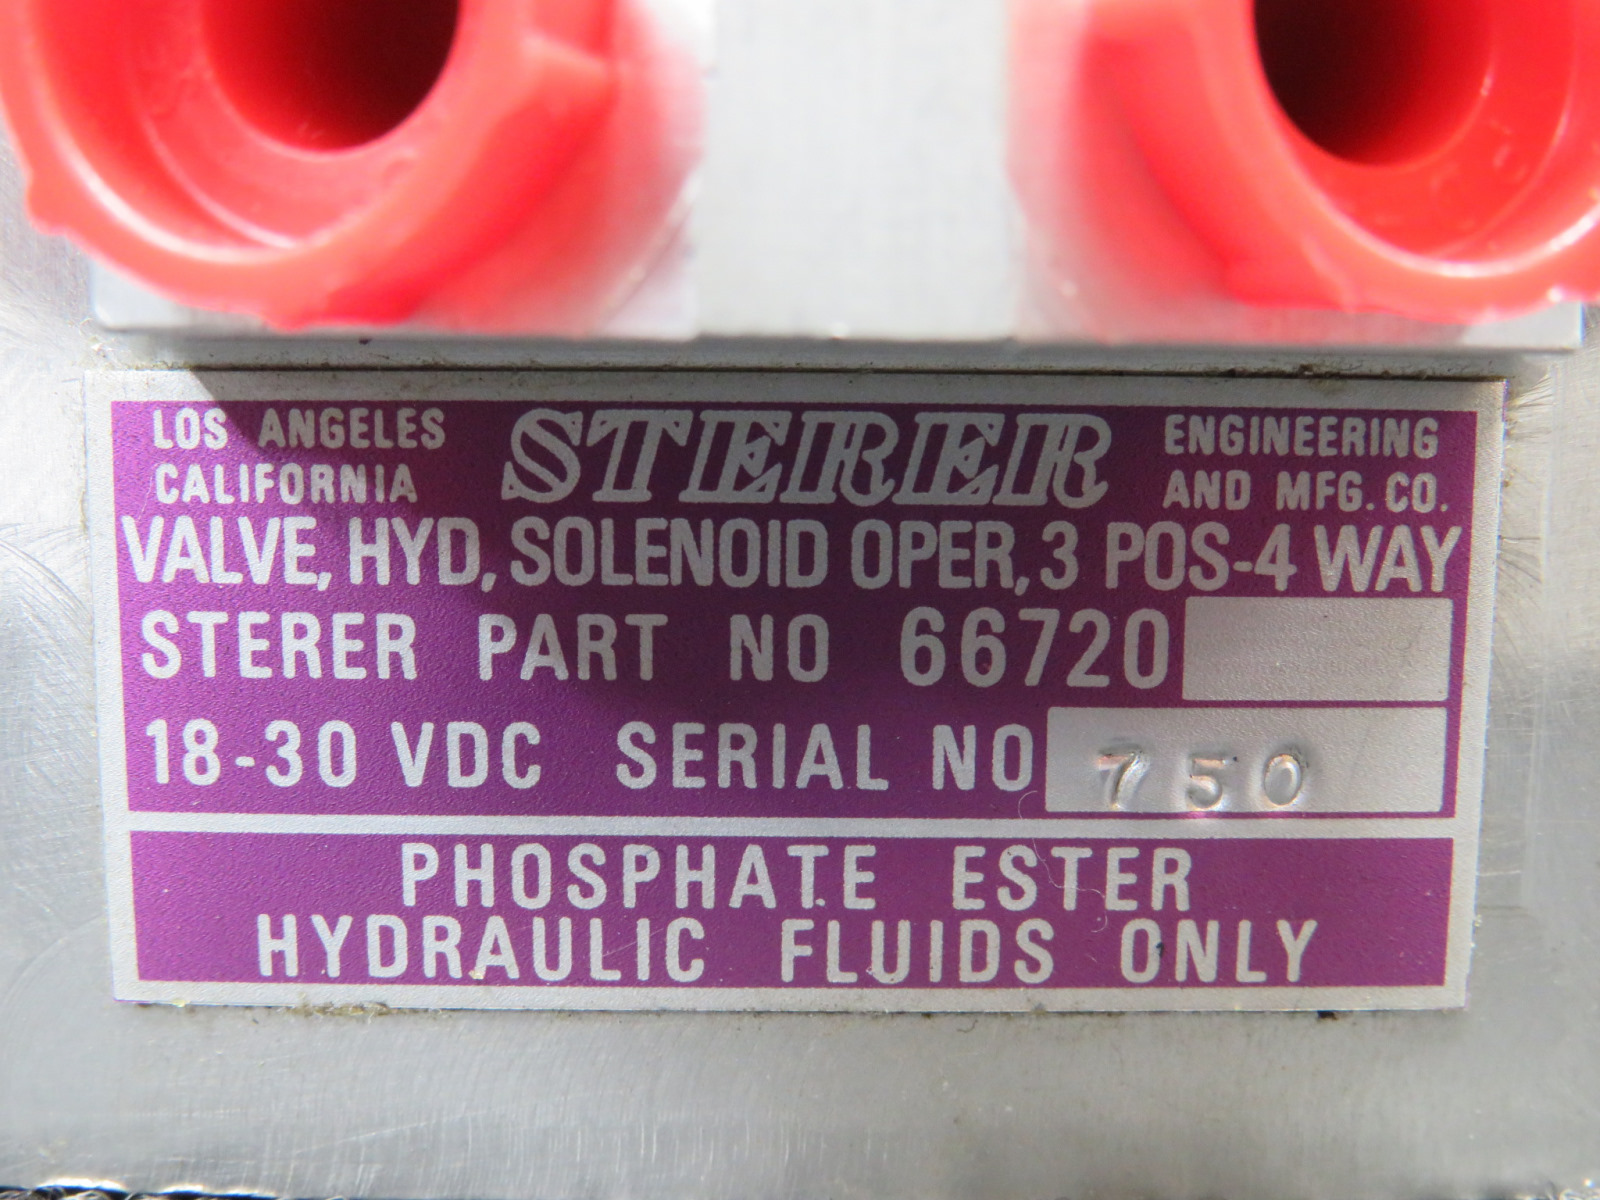 LOS ANGELES CALIFORNIA STERER ENGINEERING AND MFG. CO.
VALVE, HYD, SOLENOID OPER, 3 POS-4 WAY
STERER PART NO 66720
18-30 VDC SERIAL NO 750
PHOSPHATE ESTER
HYDRAULIC FLUIDS ONLY